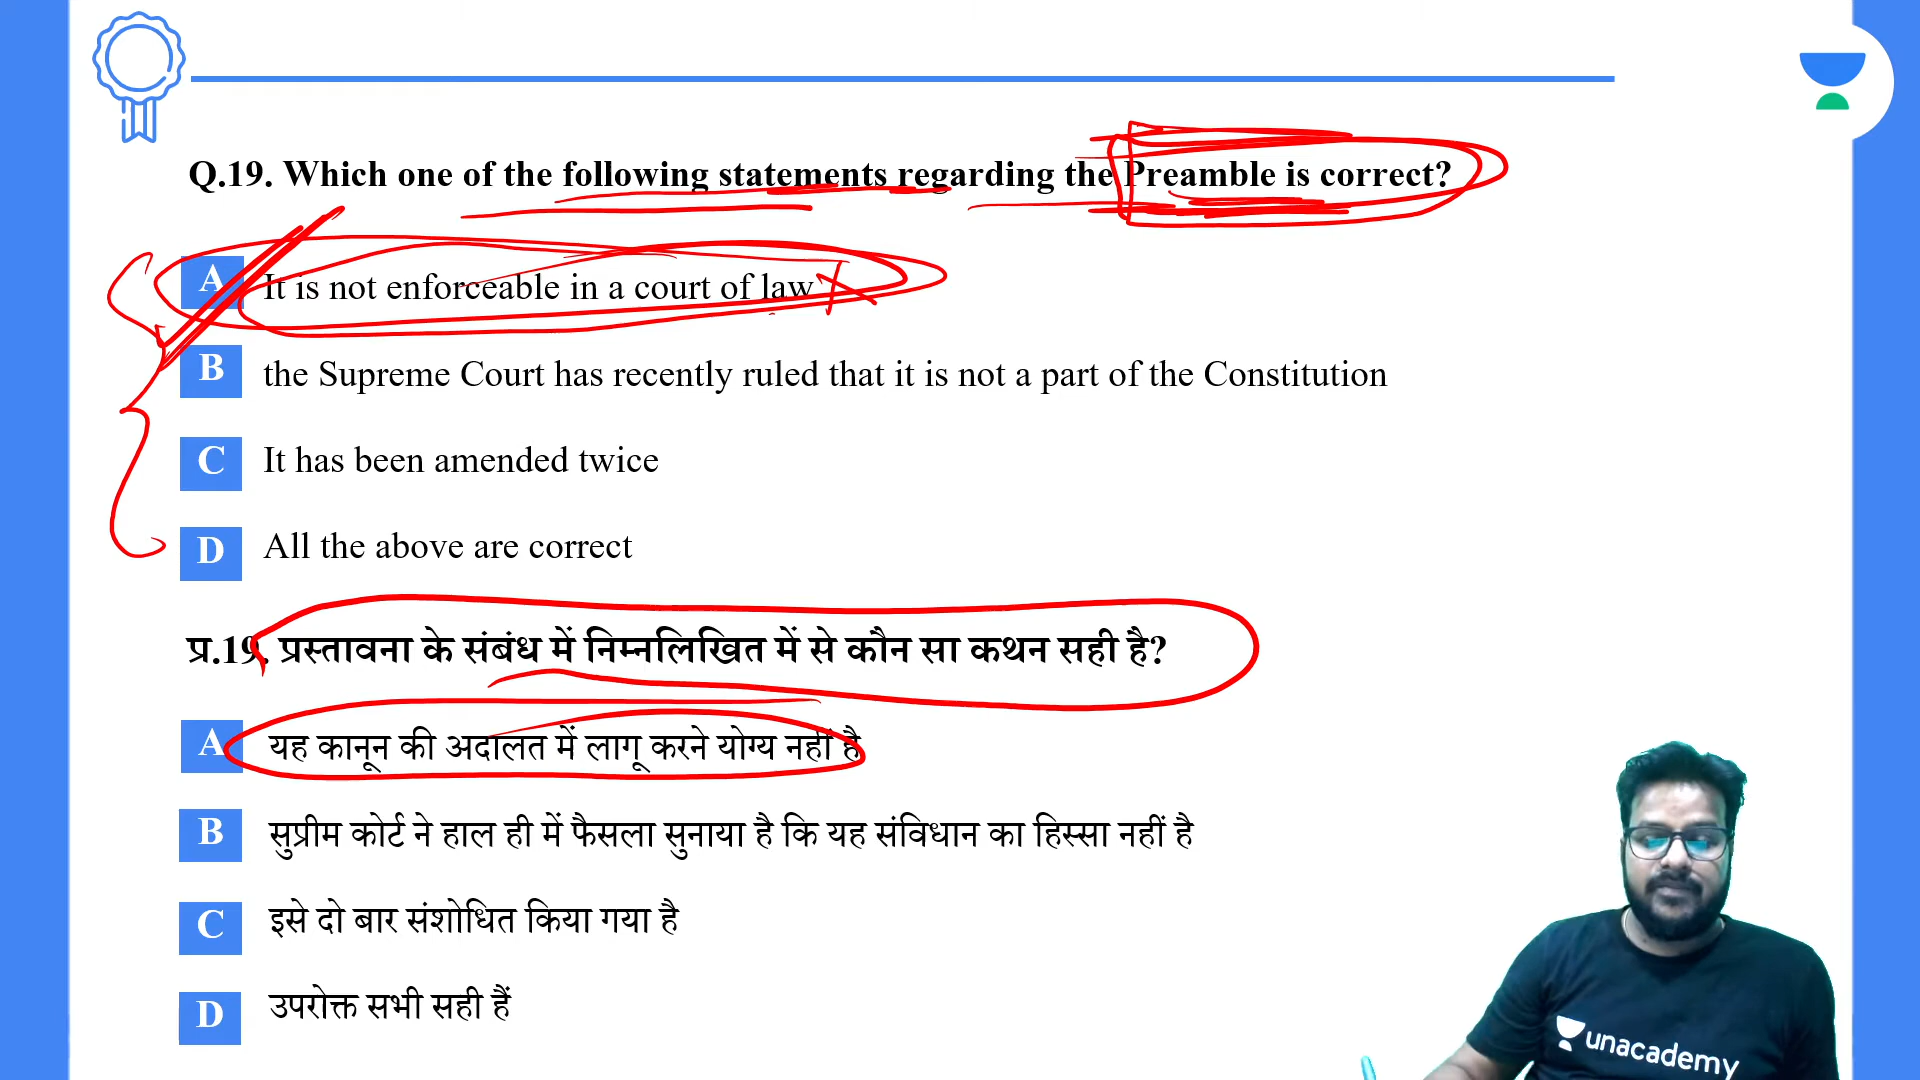 Q.19. Which one of the following statements regarding the Preamble is correct?
A It is not enforceable in a court of law
B the Supreme Court has recently ruled that it is not a part of the Constitution
C It has been amended twice
D All the above are correct
प्र.19. प्रस्तावना के संबंध में निम्नलिखित में से कौन सा कथन सही है?
A यह कानून की अदालत में लागू करने योग्य नहीं है
B सुप्रीम कोर्ट ने हाल ही में फैसला सुनाया है कि यह संविधान का हिस्सा नहीं है
C इसे दो बार संशोधित किया गया है
D उपरोक्त सभी सही हैं
unacademy